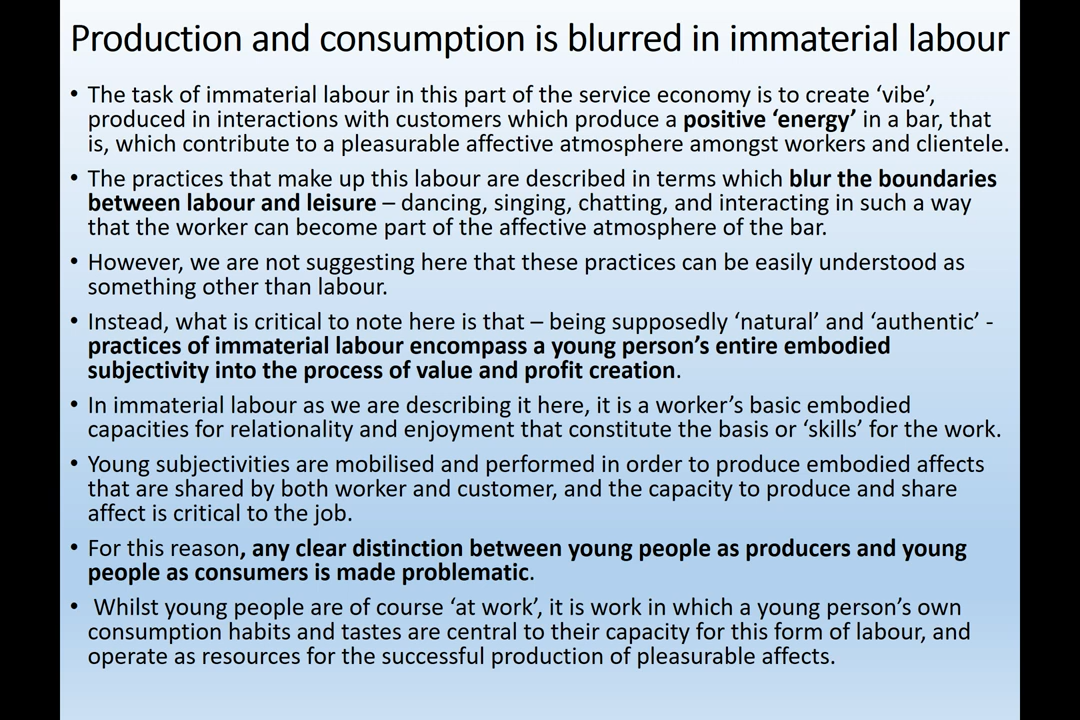 Production and consumption is blurred in immaterial labour
• The task of immaterial labour in this part of the service economy is to create ‘vibe’,
produced in interactions with customers which produce a positive ‘energy’ in a bar, that
is, which contribute to a pleasurable affective atmosphere amongst workers and clientele.
• The practices that make up this labour are described in terms which blur the boundaries
between labour and leisure – dancing, singing, chatting, and interacting in such a way
that the worker can become part of the affective atmosphere of the bar.
• However, we are not suggesting here that these practices can be easily understood as
something other than labour.
• Instead, what is critical to note here is that – being supposedly ‘natural’ and ‘authentic’ -
practices of immaterial labour encompass a young person’s entire embodied
subjectivity into the process of value and profit creation.
• In immaterial labour as we are describing it here, it is a worker’s basic embodied
capacities for relationality and enjoyment that constitute the basis or ‘skills’ for the work.
• Young subjectivities are mobilised and performed in order to produce embodied affects
that are shared by both worker and customer, and the capacity to produce and share
affect is critical to the job.
• For this reason, any clear distinction between young people as producers and young
people as consumers is made problematic.
• Whilst young people are of course ‘at work’, it is work in which a young person’s own
consumption habits and tastes are central to their capacity for this form of labour, and
operate as resources for the successful production of pleasurable affects.